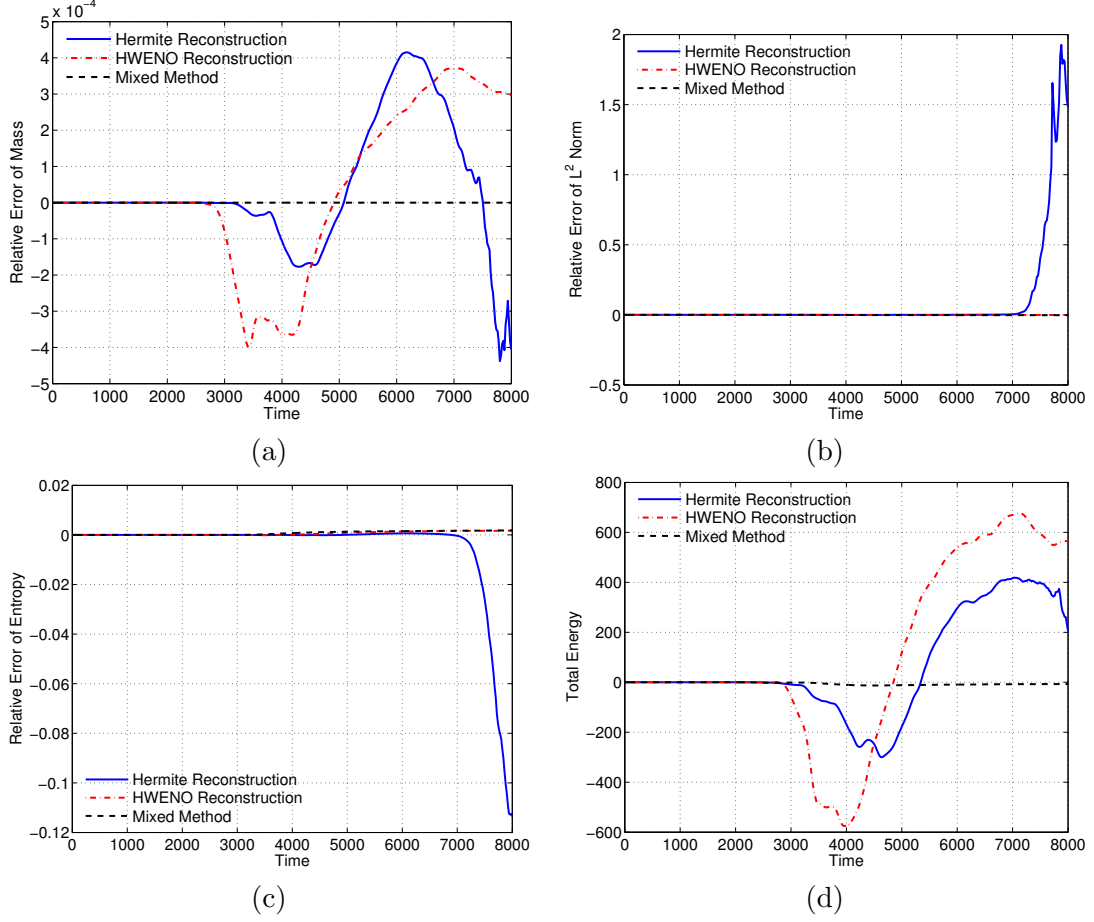 x 10⁻⁴
5
4
3
2
1
0
−1
−2
−3
−4
−5
Relative Error of Mass
Hermite Reconstruction
HWENO Reconstruction
Mixed Method
0 1000 2000 3000 4000 5000 6000 7000 8000
Time
(a)
2
1.5
1
0.5
0
−0.5
Relative Error of L² Norm
Hermite Reconstruction
HWENO Reconstruction
Mixed Method
0 1000 2000 3000 4000 5000 6000 7000 8000
Time
(b)
0.02
0
−0.02
−0.04
−0.06
−0.08
−0.1
−0.12
Relative Error of Entropy
Hermite Reconstruction
HWENO Reconstruction
Mixed Method
0 1000 2000 3000 4000 5000 6000 7000 8000
Time
(c)
800
600
400
200
0
−200
−400
−600
Total Energy
Hermite Reconstruction
HWENO Reconstruction
Mixed Method
0 1000 2000 3000 4000 5000 6000 7000 8000
Time
(d)